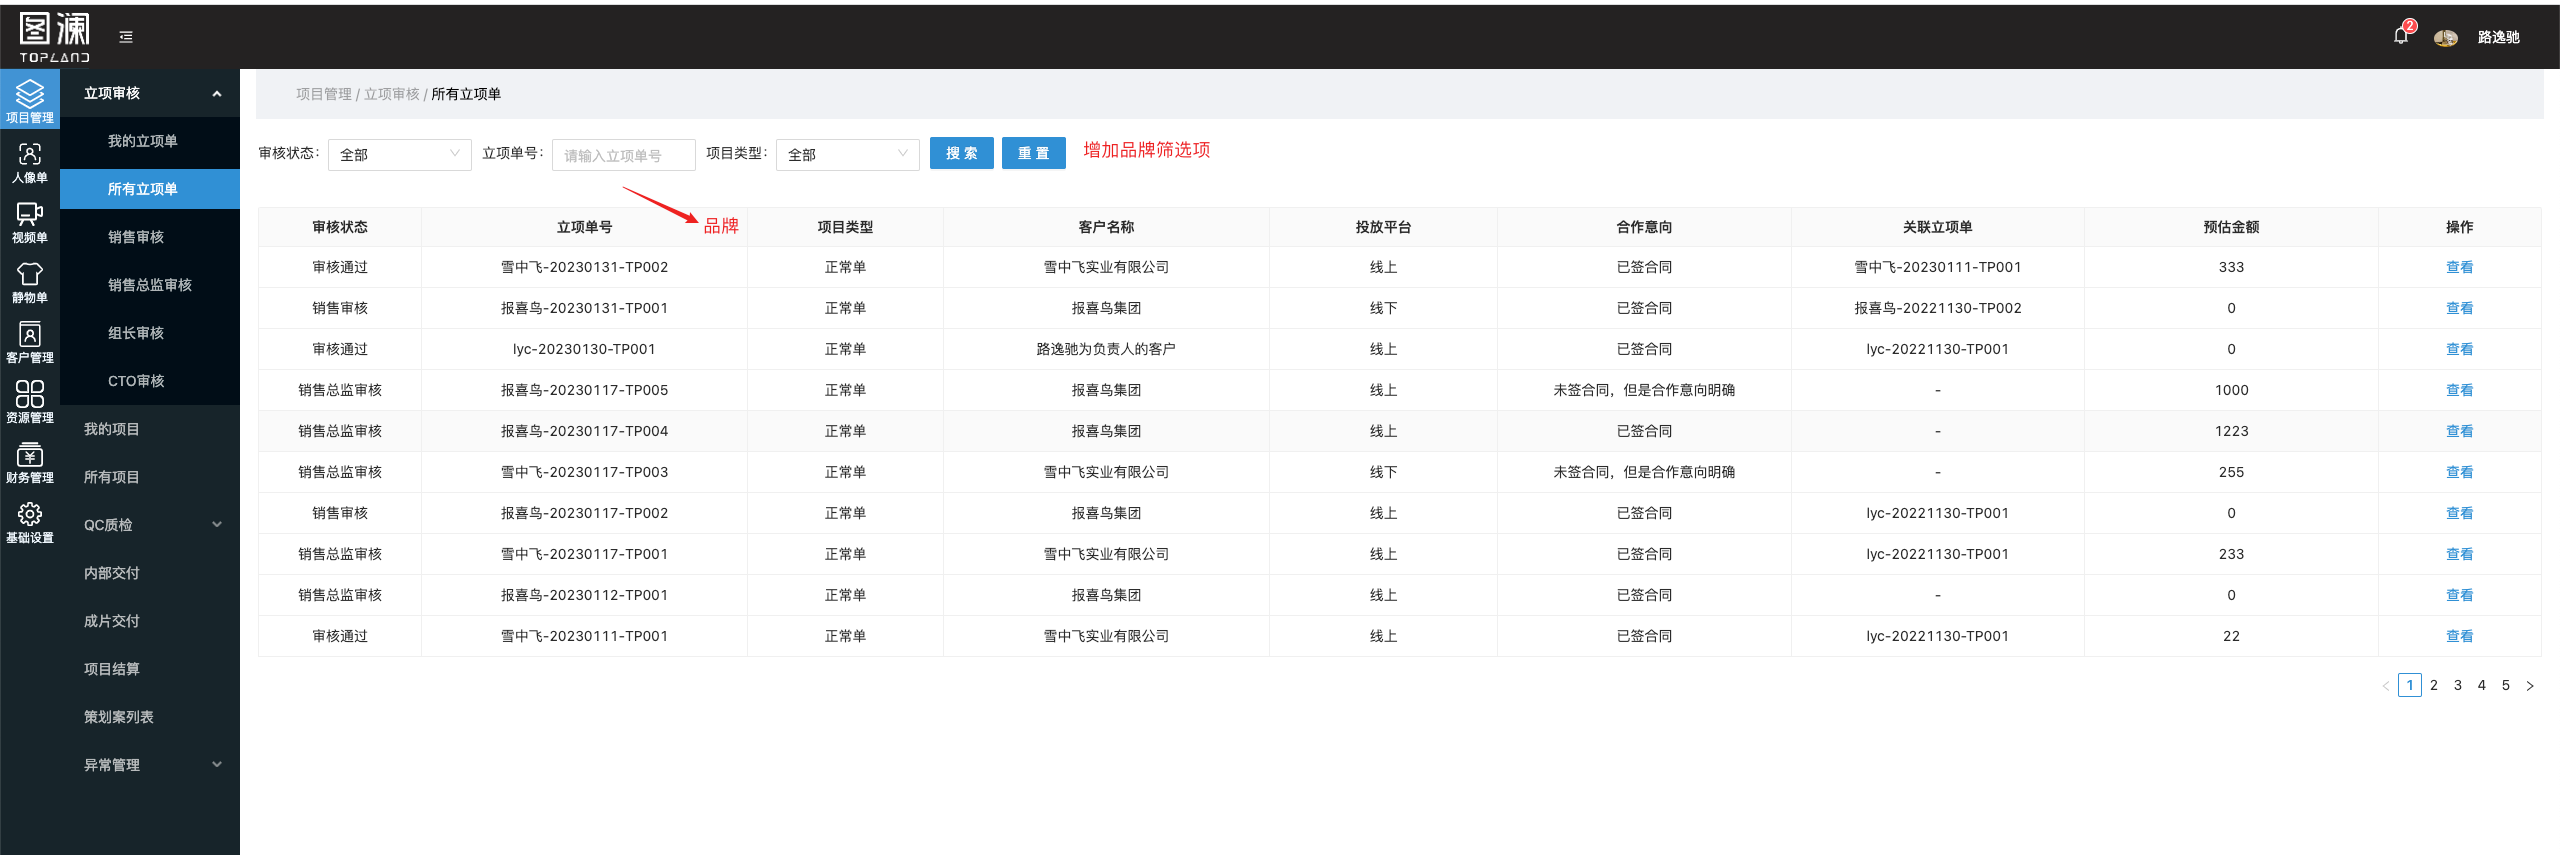 图澜
TOPLAND
2
路逸驰
项目管理
人像单
视频单
静物单
客户管理
资源管理
财务管理
基础设置
立项审核
我的立项单
所有立项单
销售审核
销售总监审核
组长审核
CTO审核
我的项目
所有项目
QC质检
内部交付
成片交付
项目结算
策划案列表
异常管理
项目管理 / 立项审核 / 所有立项单
审核状态: 全部 立项单号: 请输入立项单号 项目类型: 全部 搜 索 重 置 增加品牌筛选项
审核状态 立项单号 品牌 项目类型 客户名称 投放平台 合作意向 关联立项单 预估金额 操作
审核通过 雪中飞-20230131-TP002 正常单 雪中飞实业有限公司 线上 已签合同 雪中飞-20230111-TP001 333 查看
销售审核 报喜鸟-20230131-TP001 正常单 报喜鸟集团 线下 已签合同 报喜鸟-20221130-TP002 0 查看
审核通过 lyc-20230130-TP001 正常单 路逸驰为负责人的客户 线上 已签合同 lyc-20221130-TP001 0 查看
销售总监审核 报喜鸟-20230117-TP005 正常单 报喜鸟集团 线上 未签合同，但是合作意向明确 - 1000 查看
销售总监审核 报喜鸟-20230117-TP004 正常单 报喜鸟集团 线上 已签合同 - 1223 查看
销售总监审核 雪中飞-20230117-TP003 正常单 雪中飞实业有限公司 线下 未签合同，但是合作意向明确 - 255 查看
销售审核 报喜鸟-20230117-TP002 正常单 报喜鸟集团 线上 已签合同 lyc-20221130-TP001 0 查看
销售总监审核 雪中飞-20230117-TP001 正常单 雪中飞实业有限公司 线上 已签合同 lyc-20221130-TP001 233 查看
销售总监审核 报喜鸟-20230112-TP001 正常单 报喜鸟集团 线上 已签合同 - 0 查看
审核通过 雪中飞-20230111-TP001 正常单 雪中飞实业有限公司 线上 已签合同 lyc-20221130-TP001 22 查看
< 1 2 3 4 5 >